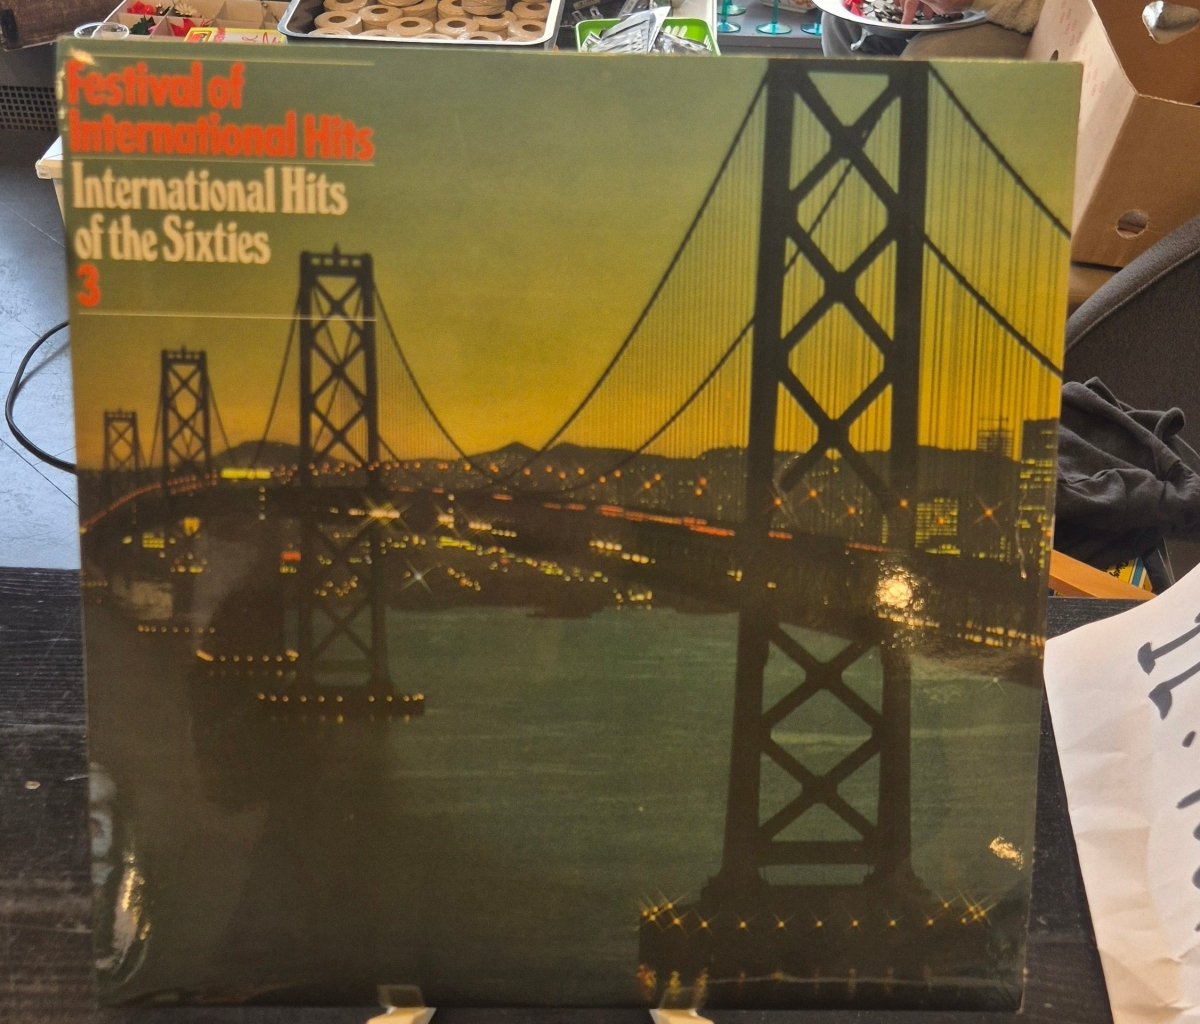 Festival of
International Hits
International Hits
of the Sixties
3